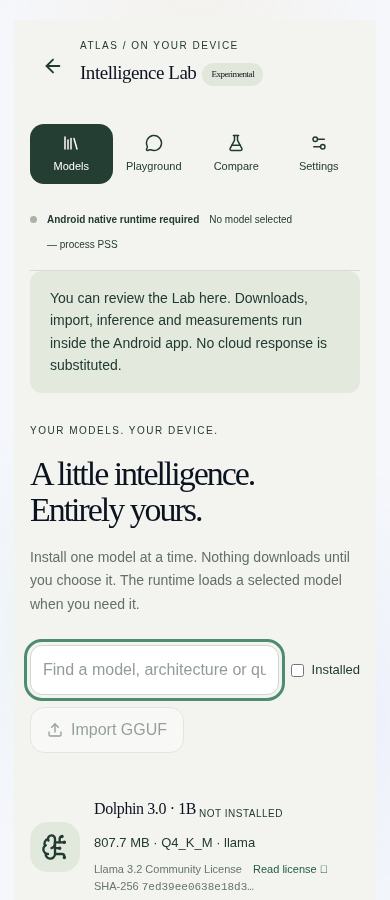 ATLAS / ON YOUR DEVICE
Intelligence Lab Experimental
Models Playground Compare Settings
Android native runtime required No model selected
— process PSS
You can review the Lab here. Downloads,
import, inference and measurements run
inside the Android app. No cloud response is
substituted.
YOUR MODELS. YOUR DEVICE.
A little intelligence.
Entirely yours.
Install one model at a time. Nothing downloads until
you choose it. The runtime loads a selected model
when you need it.
Find a model, architecture or qu Installed
Import GGUF
Dolphin 3.0 · 1B NOT INSTALLED
807.7 MB · Q4_K_M · llama
Llama 3.2 Community License Read license
SHA-256 7ed39ee0638e18d3…